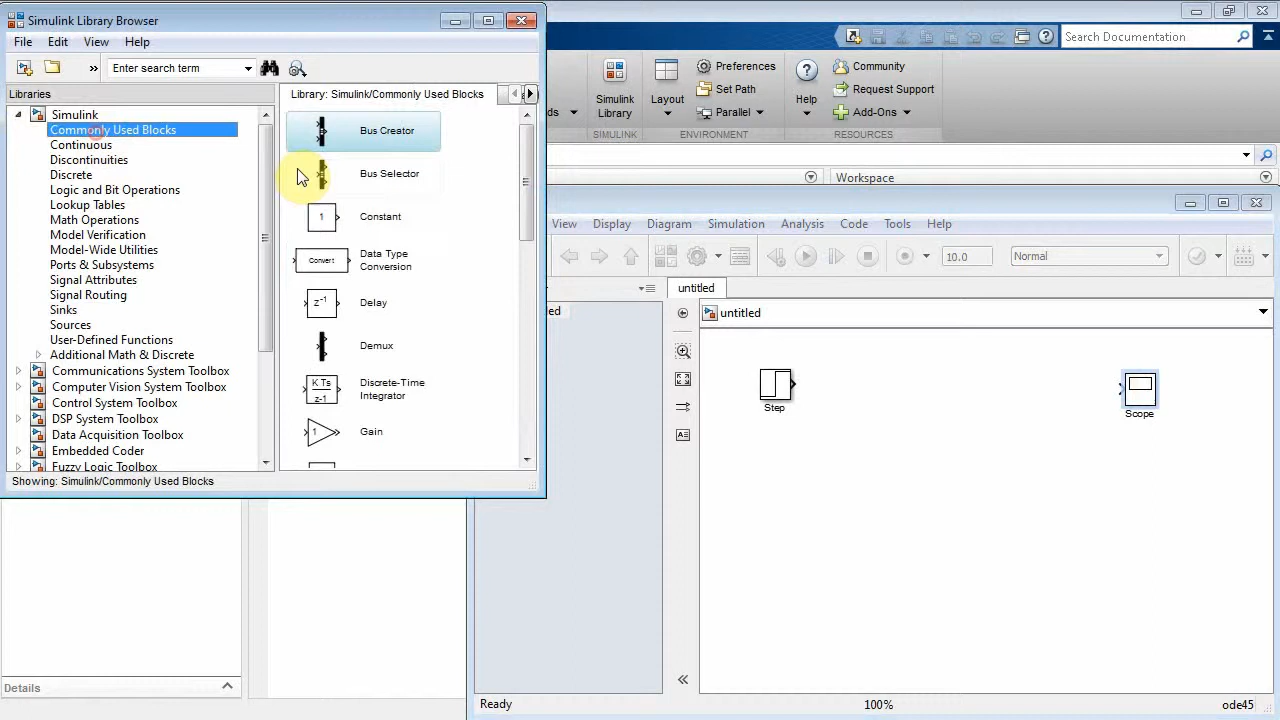 Simulink Library Browser
File Edit View Help
Enter search term
Libraries
Library: Simulink/Commonly Used Blocks
Simulink
Commonly Used Blocks
Continuous
Discontinuities
Discrete
Logic and Bit Operations
Lookup Tables
Math Operations
Model Verification
Model-Wide Utilities
Ports & Subsystems
Signal Attributes
Signal Routing
Sinks
Sources
User-Defined Functions
Additional Math & Discrete
Communications System Toolbox
Computer Vision System Toolbox
Control System Toolbox
DSP System Toolbox
Data Acquisition Toolbox
Embedded Coder
Fuzzy Logic Toolbox
Bus Creator
Bus Selector
1
Constant
Convert
Data Type
Conversion
z-1
Delay
Demux
K Ts
z-1
Discrete-Time
Integrator
1
Gain
Showing: Simulink/Commonly Used Blocks
Details
Search Documentation
Simulink
Library
Layout
Preferences
Set Path
Parallel
Help
Community
Request Support
Add-Ons
SIMULINK ENVIRONMENT RESOURCES
Workspace
View Display Diagram Simulation Analysis Code Tools Help
10.0
Normal
untitled
untitled
Step
Scope
Ready
100%
ode45